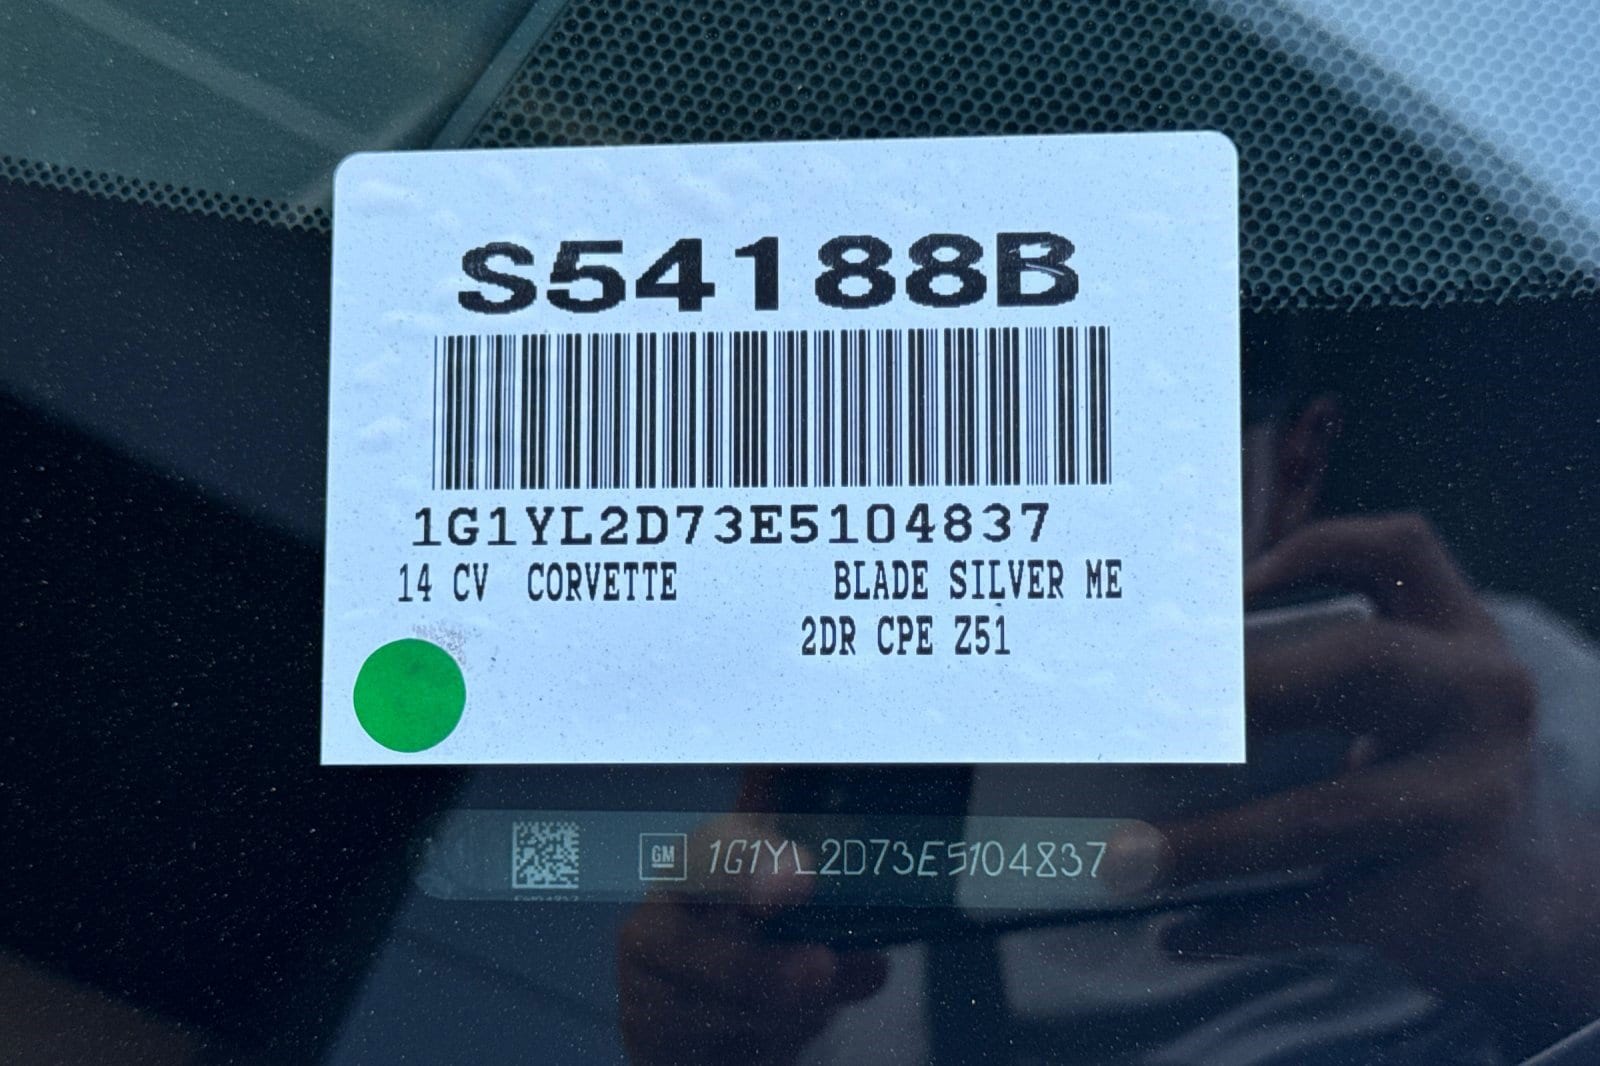 S54188B
1G1YL2D73E5104837
14 CV CORVETTE BLADE SILVER ME
2DR CPE Z51
GM 1G1YL2D73E5104837